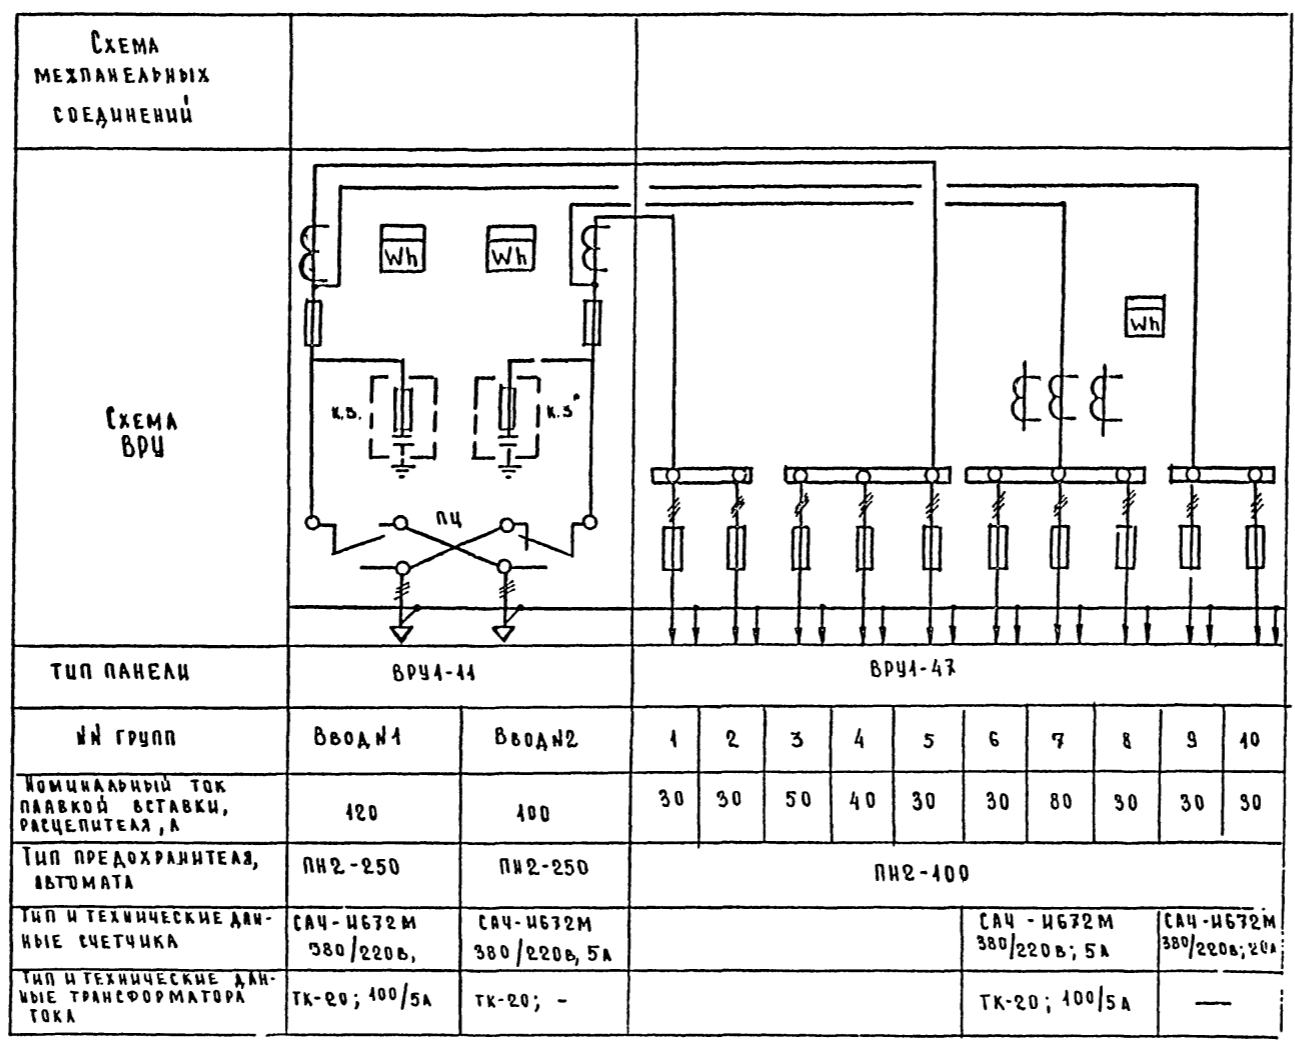 Схема
мехпанельных
соединений
Wh
Wh
Wh
К.З.
К.З
Схема
ВРУ
ПЦ
Тип панели
ВРУ1-11
ВРУ1-47
NN групп
Ввод N1
Ввод N2
1
2
3
4
5
6
7
8
9
10
Номинальный ток
плавкой вставки,
расцепителя, А
120
100
30
30
50
40
30
30
80
30
30
30
Тип предохранителя,
автомата
ПН2-250
ПН2-250
ПН2-100
Тип и технические дан-
ные счетчика
САЧ-И672М
380/220в,
САЧ-И672М
380/220в, 5А
САЧ-И672М
380/220в; 5А
САЧ-И672М
380/220в; 20А
Тип и технические дан-
ные трансформатора
тока
ТК-20; 100/5А
ТК-20; -
ТК-20; 100/5А
—